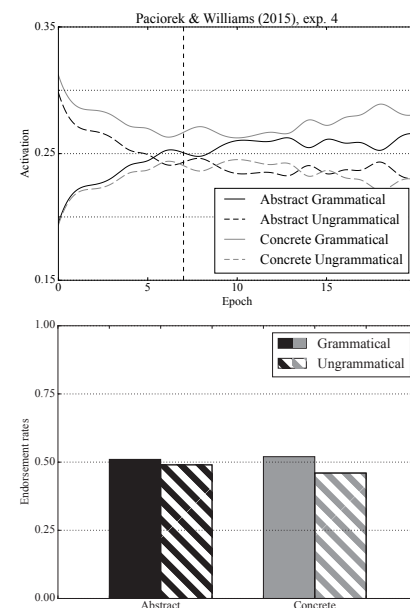 Paciorek & Williams (2015), exp. 4
0.35
0.25
0.15
Activation
0
5
10
15
Epoch
Abstract Grammatical
Abstract Ungrammatical
Concrete Grammatical
Concrete Ungrammatical
1.00
0.75
0.50
0.25
0.00
Endorsement rates
Grammatical
Ungrammatical
Abstract
Concrete